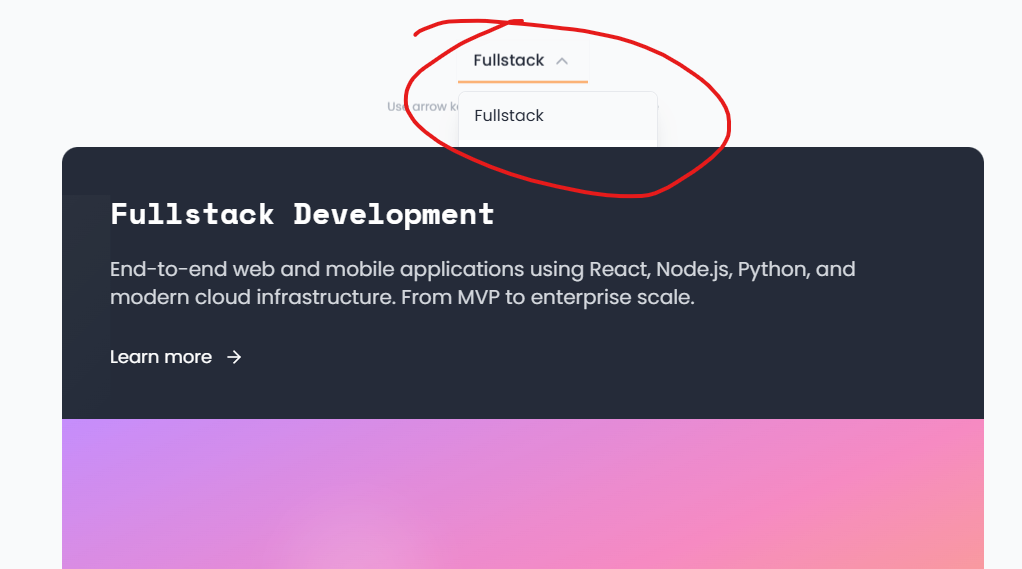 Fullstack
Use arrow
Fullstack
Fullstack Development
End-to-end web and mobile applications using React, Node.js, Python, and
modern cloud infrastructure. From MVP to enterprise scale.
Learn more